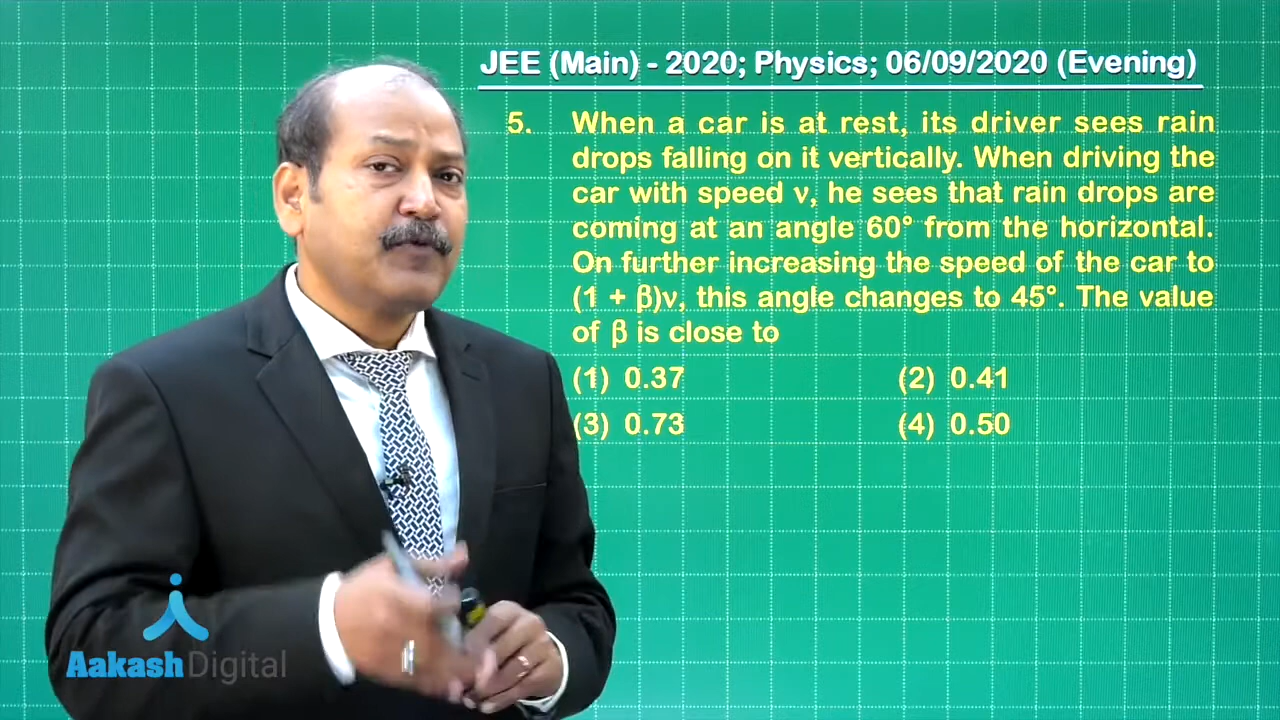 JEE (Main) - 2020; Physics; 06/09/2020 (Evening)
5. When a car is at rest, its driver sees rain
drops falling on it vertically. When driving the
car with speed v, he sees that rain drops are
coming at an angle 60° from the horizontal.
On further increasing the speed of the car to
(1 + β)v, this angle changes to 45°. The value
of β is close to
(1) 0.37 (2) 0.41
(3) 0.73 (4) 0.50
Aakash Digital